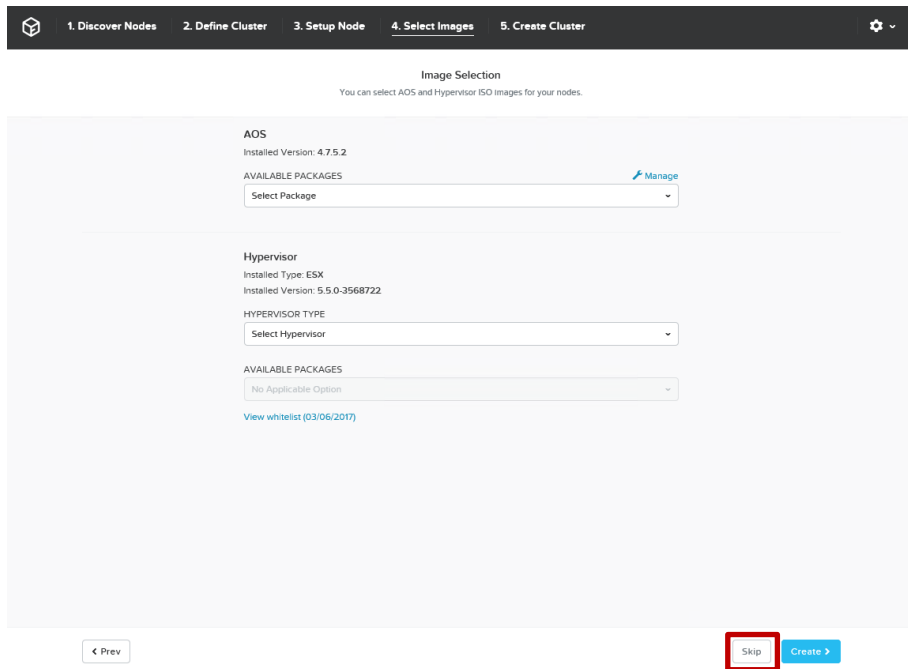 1. Discover Nodes 2. Define Cluster 3. Setup Node 4. Select Images 5. Create Cluster
Image Selection
You can select AOS and Hypervisor ISO images for your nodes.
AOS
Installed Version: 4.7.5.2
AVAILABLE PACKAGES Manage
Select Package
Hypervisor
Installed Type: ESX
Installed Version: 5.5.0-3568722
HYPERVISOR TYPE
Select Hypervisor
AVAILABLE PACKAGES
No Applicable Option
View whitelist (03/06/2017)
Prev Skip Create